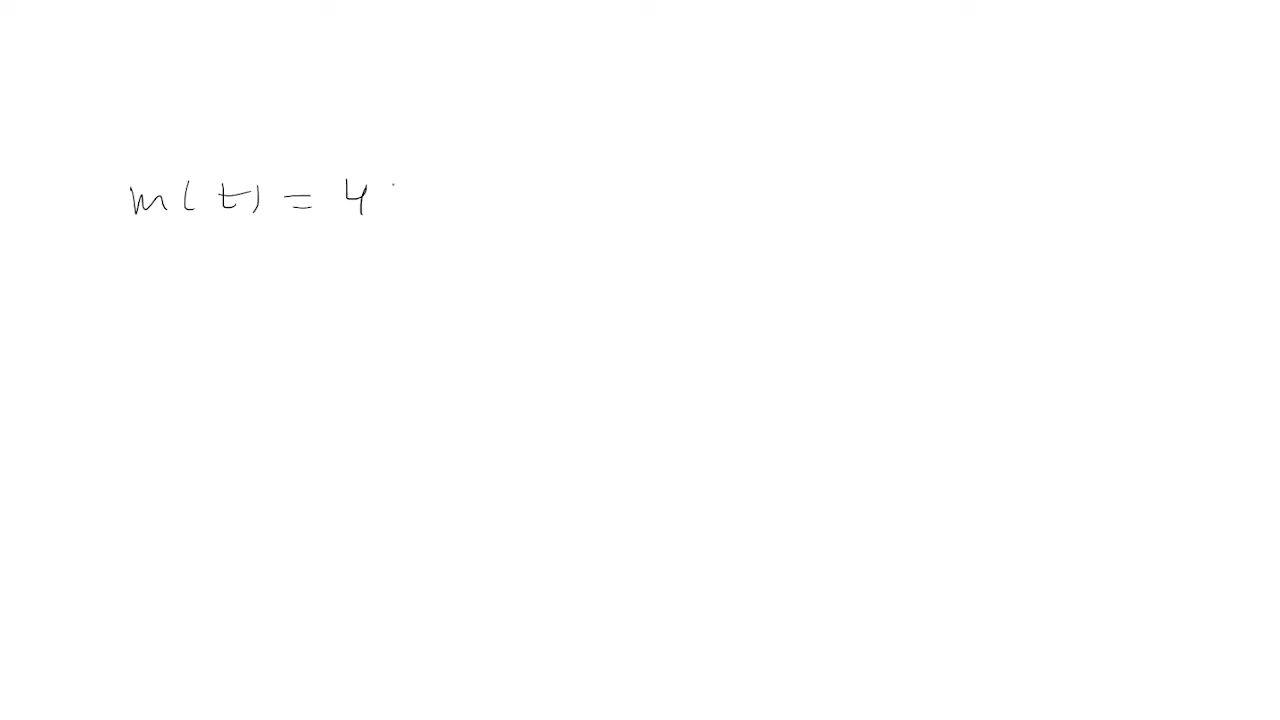 m(t) = 4